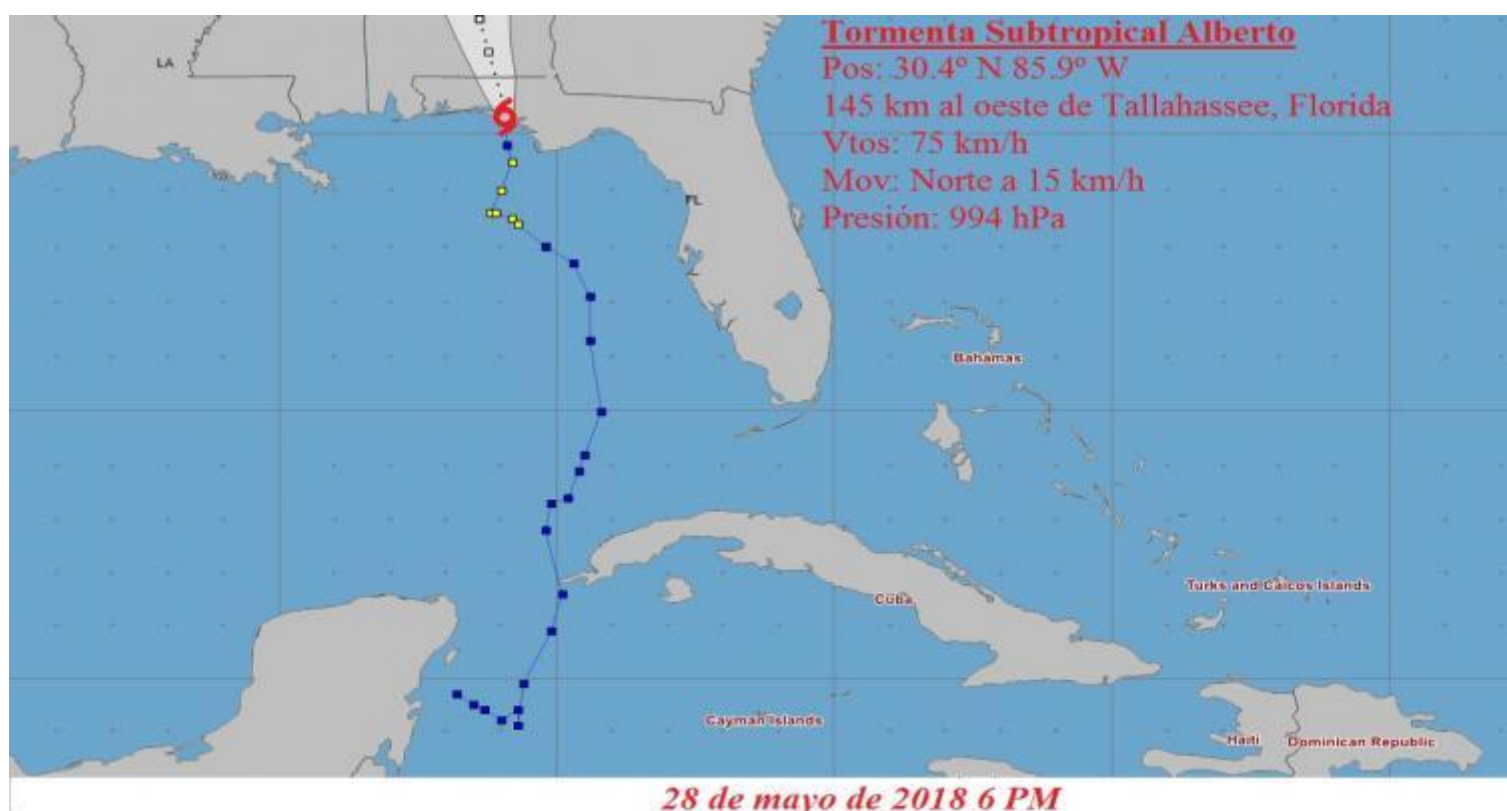 Tormenta Subtropical Alberto
Pos: 30.4º N 85.9º W
145 km al oeste de Tallahassee, Florida
Vtos: 75 km/h
Mov: Norte a 15 km/h
Presión: 994 hPa
LA
FL
Bahamas
Turks and Caicos Islands
Cuba
Cayman Islands
Haiti
Dominican Republic
28 de mayo de 2018 6 PM